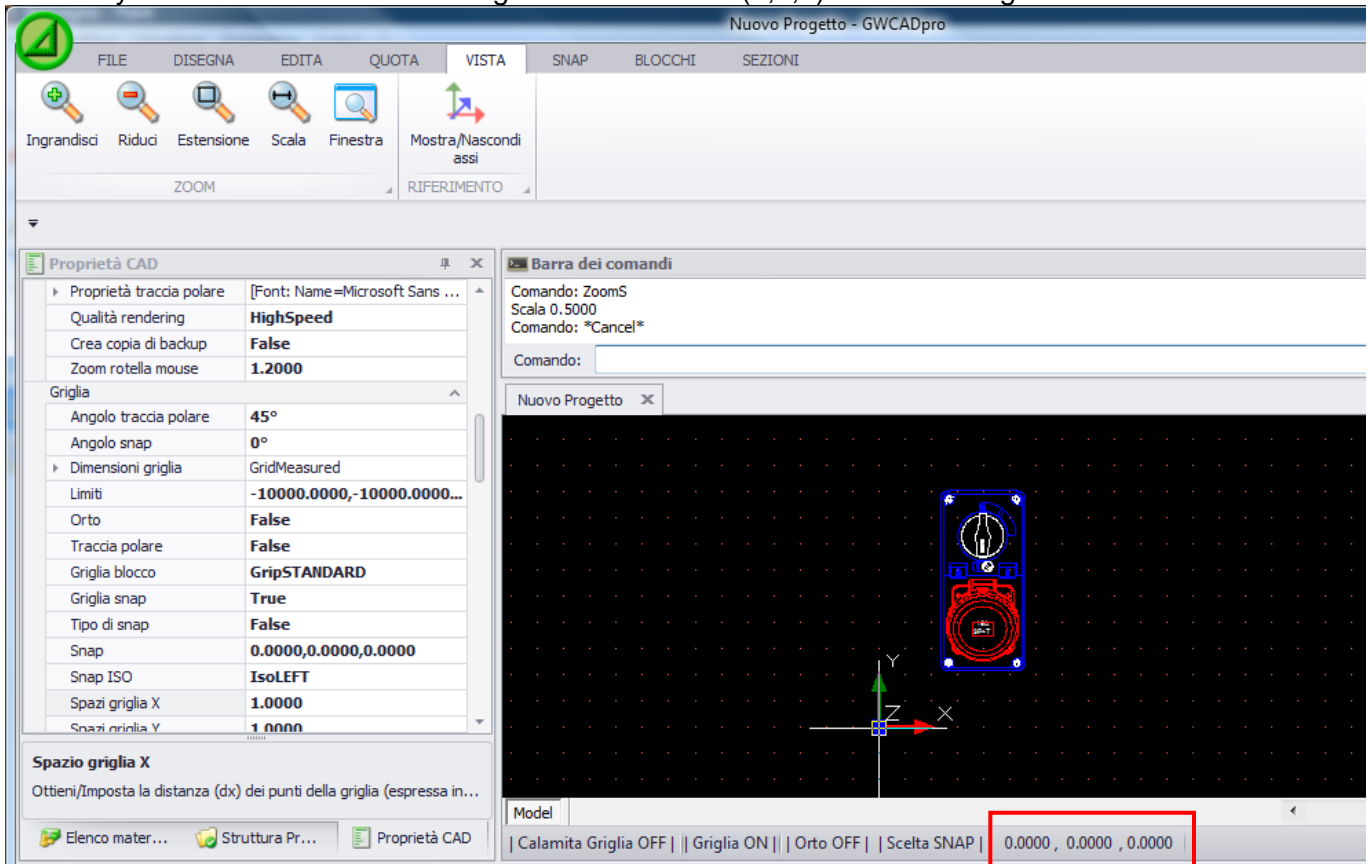 Nuovo Progetto - GWCADpro
FILE DISEGNA EDITA QUOTA VISTA SNAP BLOCCHI SEZIONI
Ingrandisci Riduci Estensione Scala Finestra Mostra/Nascondi assi
ZOOM RIFERIMENTO
Proprietà CAD
Proprietà traccia polare [Font: Name=Microsoft Sans ...
Qualità rendering HighSpeed
Crea copia di backup False
Zoom rotella mouse 1.2000
Griglia
Angolo traccia polare 45°
Angolo snap 0°
Dimensioni griglia GridMeasured
Limiti -10000.0000,-10000.0000...
Orto False
Traccia polare False
Griglia blocco GripSTANDARD
Griglia snap True
Tipo di snap False
Snap 0.0000,0.0000,0.0000
Snap ISO IsoLEFT
Spazi griglia X 1.0000
Spazi griglia Y 1.0000
Spazio griglia X
Ottieni/Imposta la distanza (dx) dei punti della griglia (espressa in...
Elenco mater... Struttura Pr... Proprietà CAD
Barra dei comandi
Comando: ZoomS
Scala 0.5000
Comando: *Cancel*
Comando:
Nuovo Progetto
Y
Z X
Model
| Calamita Griglia OFF | | Griglia ON | | Orto OFF | | Scelta SNAP | 0.0000 , 0.0000 , 0.0000